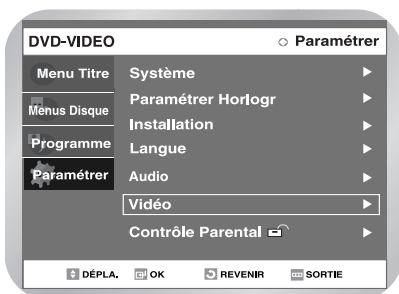 DVD-VIDEO
Paramétrer
Menu Titre
Système
Paramétrer Horlogr
Menus Disque
Installation
Programme
Langue
Paramétrer
Audio
Vidéo
Contrôle Parental
DÉPLA. OK REVENIR SORTIE